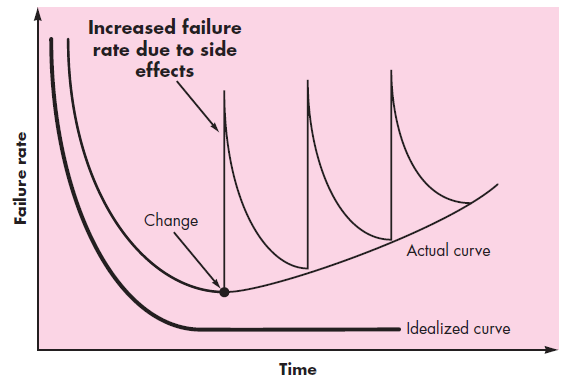 Increased failure
rate due to side
effects
Failure rate
Change
Actual curve
Idealized curve
Time